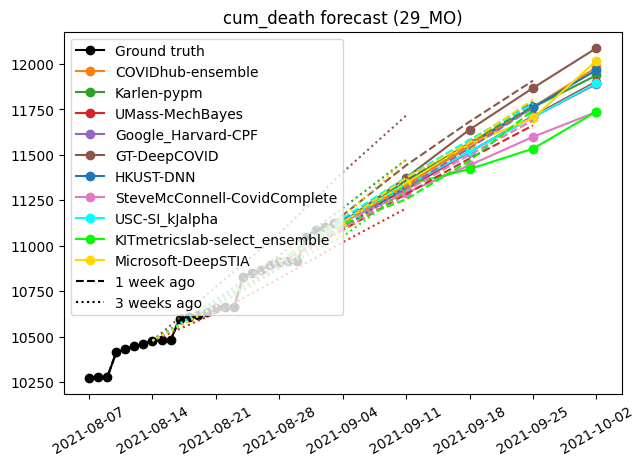 cum_death forecast (29_MO)
12000
11750
11500
11250
11000
10750
10500
10250
Ground truth
COVIDhub-ensemble
Karlen-pypm
UMass-MechBayes
Google_Harvard-CPF
GT-DeepCOVID
HKUST-DNN
SteveMcConnell-CovidComplete
USC-SI_kJalpha
KITmetricslab-select_ensemble
Microsoft-DeepSTIA
1 week ago
3 weeks ago
2021-08-07
2021-08-14
2021-08-21
2021-08-28
2021-09-04
2021-09-11
2021-09-18
2021-09-25
2021-10-02